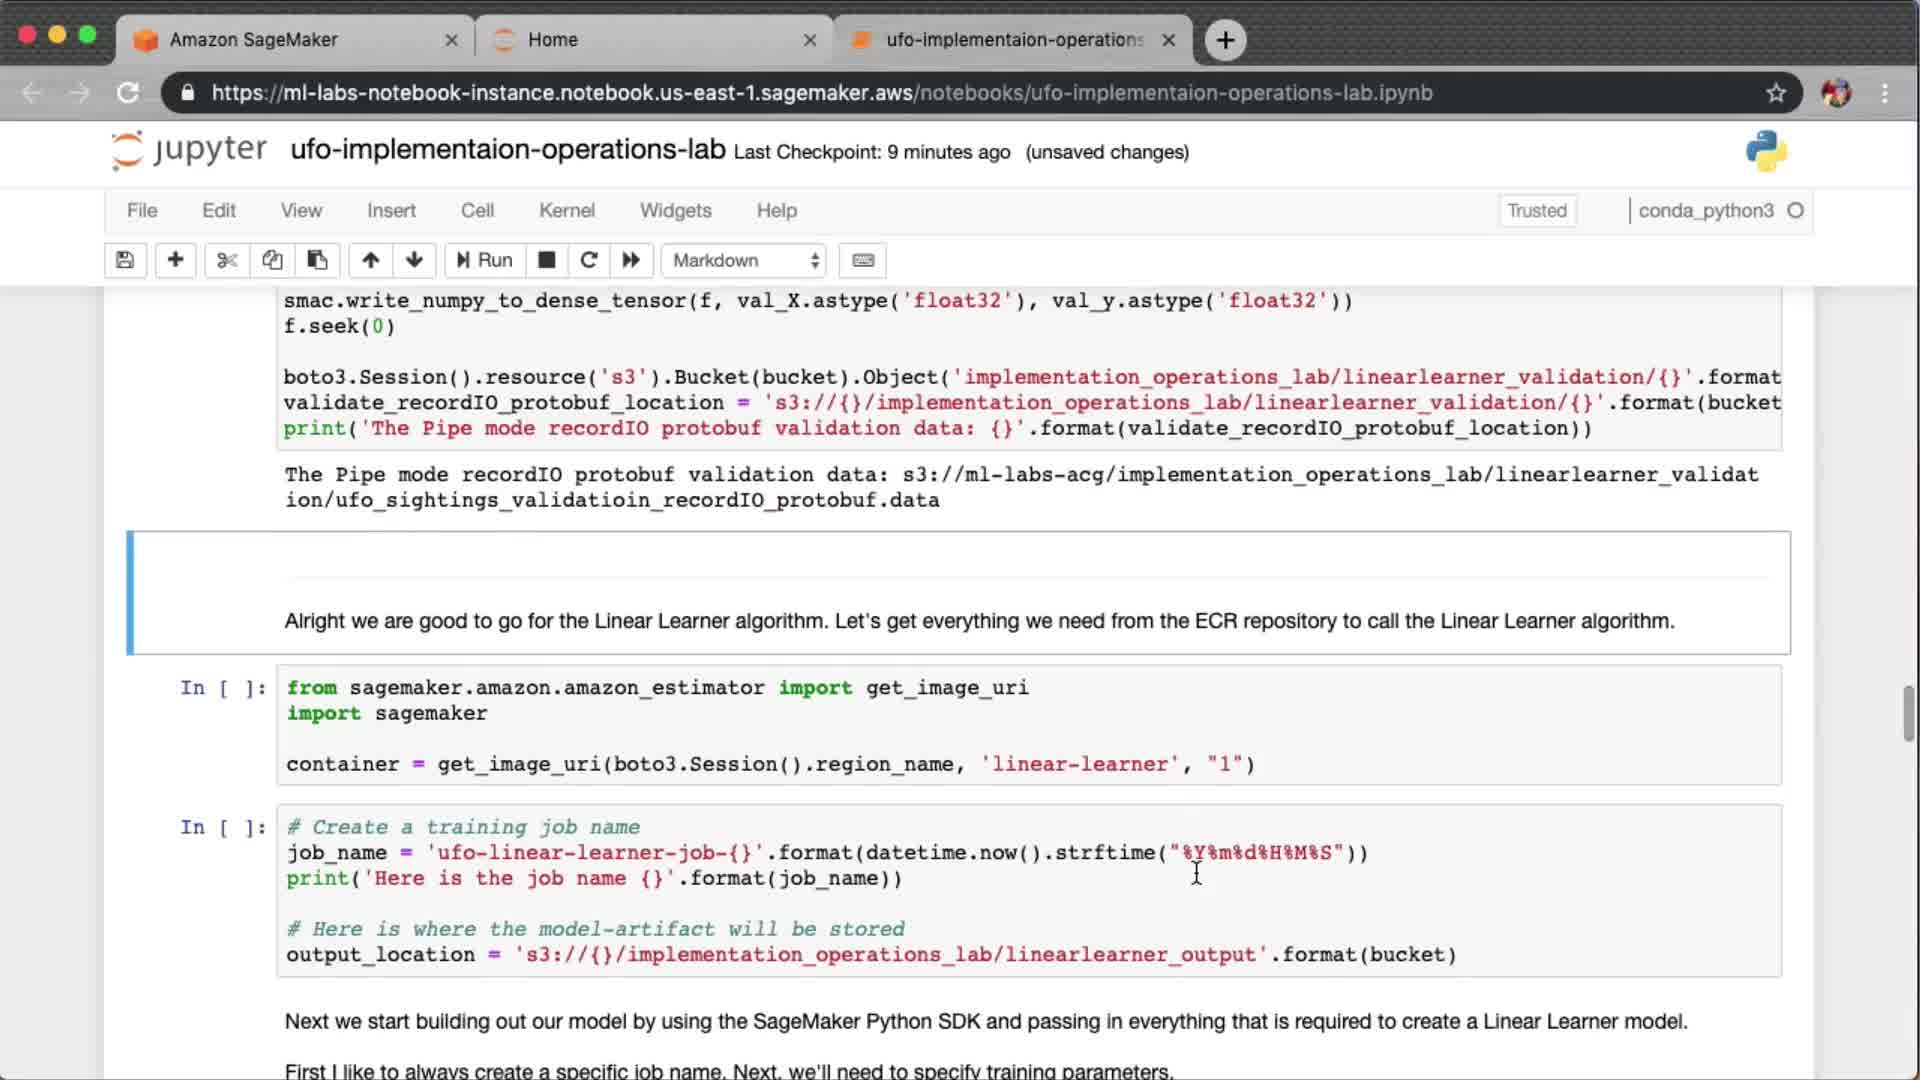 Amazon SageMaker
Home
ufo-implementaion-operations
https://ml-labs-notebook-instance.notebook.us-east-1.sagemaker.aws/notebooks/ufo-implementaion-operations-lab.ipynb
jupyter ufo-implementaion-operations-lab Last Checkpoint: 9 minutes ago (unsaved changes)
File Edit View Insert Cell Kernel Widgets Help Trusted conda_python3
Run Markdown
smac.write_numpy_to_dense_tensor(f, val_X.astype('float32'), val_y.astype('float32'))
f.seek(0)
boto3.Session().resource('s3').Bucket(bucket).Object('implementation_operations_lab/linearlearner_validation/{}'.format
validate_recordIO_protobuf_location = 's3://{}/implementation_operations_lab/linearlearner_validation/{}'.format(bucket
print('The Pipe mode recordIO protobuf validation data: {}'.format(validate_recordIO_protobuf_location))
The Pipe mode recordIO protobuf validation data: s3://ml-labs-acg/implementation_operations_lab/linearlearner_validat
ion/ufo_sightings_validatioin_recordIO_protobuf.data
Alright we are good to go for the Linear Learner algorithm. Let's get everything we need from the ECR repository to call the Linear Learner algorithm.
In [ ]: from sagemaker.amazon.amazon_estimator import get_image_uri
import sagemaker
container = get_image_uri(boto3.Session().region_name, 'linear-learner', "1")
In [ ]: # Create a training job name
job_name = 'ufo-linear-learner-job-{}'.format(datetime.now().strftime("%Y%m%d%H%M%S"))
print('Here is the job name {}'.format(job_name))
# Here is where the model-artifact will be stored
output_location = 's3://{}/implementation_operations_lab/linearlearner_output'.format(bucket)
Next we start building out our model by using the SageMaker Python SDK and passing in everything that is required to create a Linear Learner model.
First I like to always create a specific job name. Next, we'll need to specify training parameters.